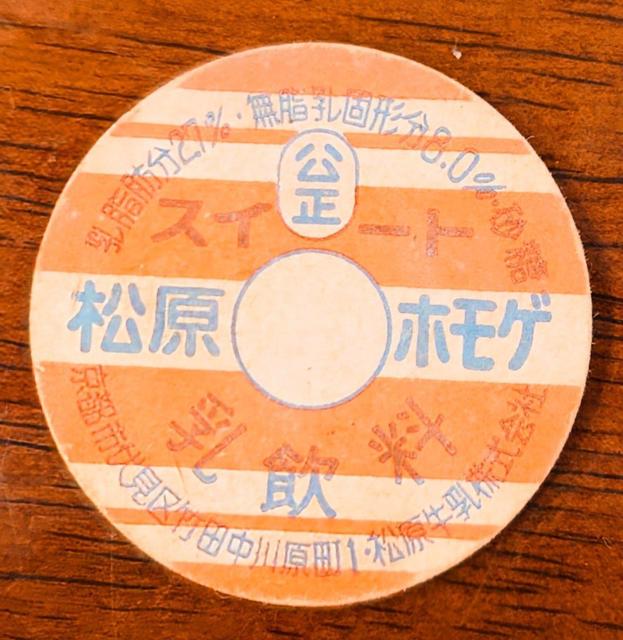 乳脂肪分2.7%・無脂乳固形分8.0%・砂糖
公正
スイート
松原 ホモゲ
乳飲料
京都市伏見区竹田中川原町1・松原牛乳株式会社